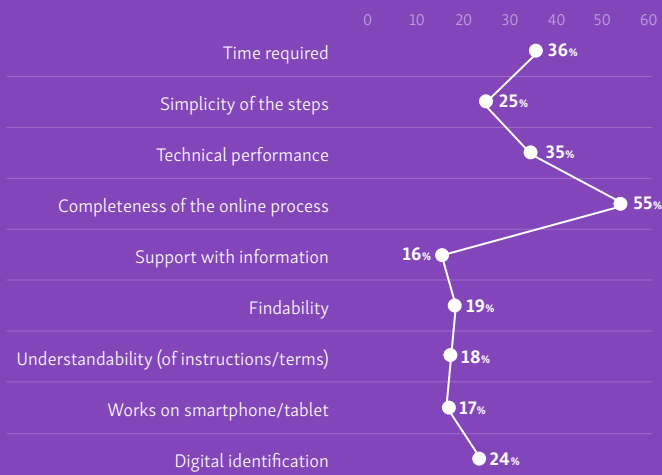 0 10 20 30 40 50 60
Time required 36%
Simplicity of the steps 25%
Technical performance 35%
Completeness of the online process 55%
Support with information 16%
Findability 19%
Understandability (of instructions/terms) 18%
Works on smartphone/tablet 17%
Digital identification 24%